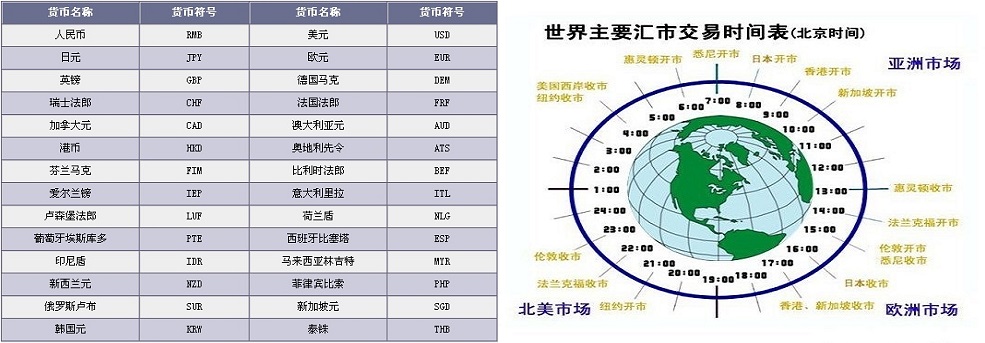 货币名称 货币符号 货币名称 货币符号
人民币 RMB 美元 USD
日元 JPY 欧元 EUR
英镑 GBP 德国马克 DEM
瑞士法郎 CHF 法国法郎 FRF
加拿大元 CAD 澳大利亚元 AUD
港币 HKD 奥地利先令 ATS
芬兰马克 FIM 比利时法郎 BEF
爱尔兰镑 IEP 意大利里拉 ITL
卢森堡法郎 LUF 荷兰盾 NLG
葡萄牙埃斯库多 PTE 西班牙比塞塔 ESP
印尼盾 IDR 马来西亚林吉特 MYR
新西兰元 NZD 菲律宾比索 PHP
俄罗斯卢布 SUR 新加坡元 SGD
韩国元 KRW 泰铢 THB
世界主要汇市交易时间表(北京时间)
亚洲市场
惠灵顿开市
悉尼开市
日本开市
香港开市
新加坡开市
美国西岸收市
纽约收市
7:00
8:00
9:00
10:00
11:00
12:00
13:00
14:00
15:00
16:00
17:00
18:00
19:00
20:00
21:00
22:00
23:00
24:00
1:00
2:00
3:00
4:00
5:00
6:00
惠灵顿收市
法兰克福开市
伦敦开市
悉尼收市
日本收市
香港、新加坡收市
欧洲市场
伦敦收市
法兰克福收市
纽约开市
北美市场